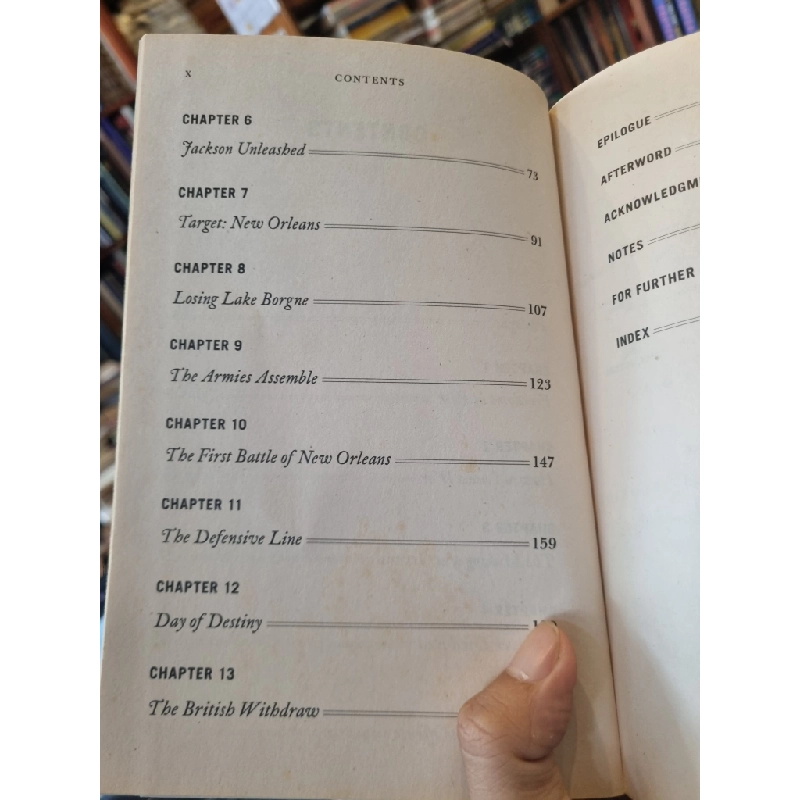 x
CONTENTS
CHAPTER 6
Jackson Unleashed 73
CHAPTER 7
Target: New Orleans 91
CHAPTER 8
Losing Lake Borgne 107
CHAPTER 9
The Armies Assemble 123
CHAPTER 10
The First Battle of New Orleans 147
CHAPTER 11
The Defensive Line 159
CHAPTER 12
Day of Destiny
CHAPTER 13
The British Withdraw
EPILOGUE
AFTERWORD
ACKNOWLEDGM
NOTES
FOR FURTHER
INDEX